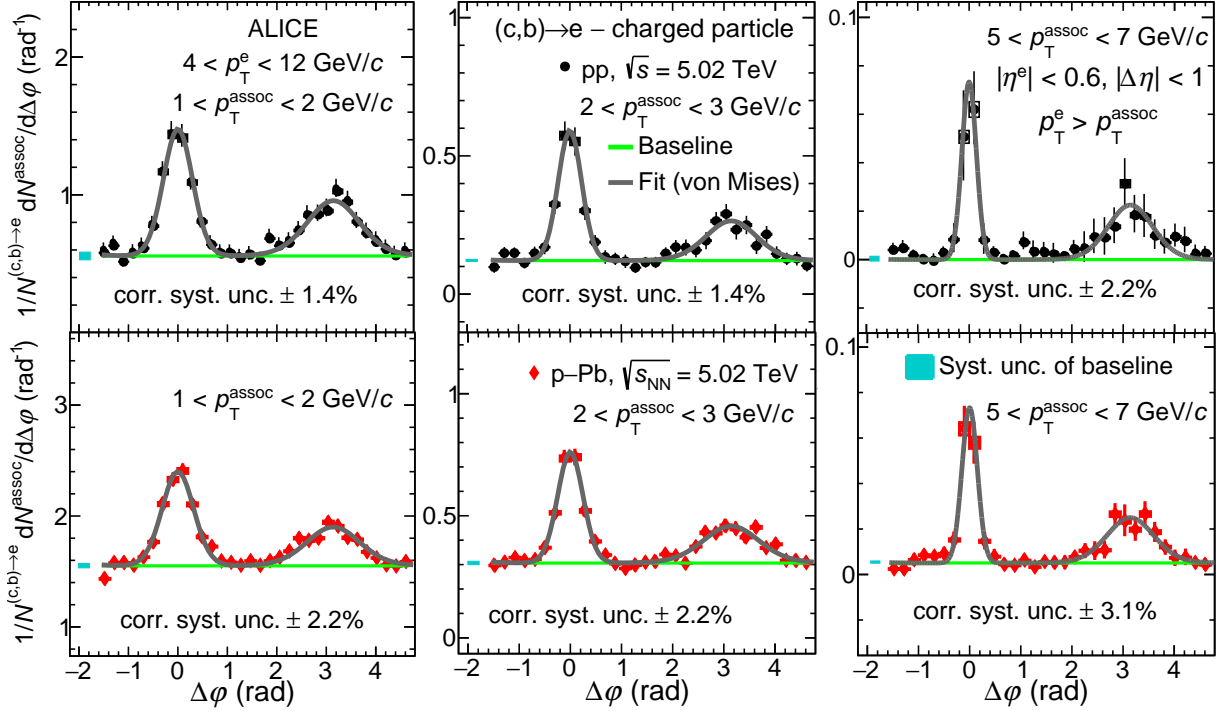 1/N^(c,b)→e dN^assoc/dΔφ (rad⁻¹)
2
1
ALICE
4 < p_T^e < 12 GeV/c
1 < p_T^assoc < 2 GeV/c
corr. syst. unc. ± 1.4%
1
0.5
0
(c,b)→e − charged particle
pp, √s = 5.02 TeV
2 < p_T^assoc < 3 GeV/c
Baseline
Fit (von Mises)
corr. syst. unc. ± 1.4%
0.1
0
5 < p_T^assoc < 7 GeV/c
|η^e| < 0.6, |Δη| < 1
p_T^e > p_T^assoc
corr. syst. unc. ± 2.2%
1/N^(c,b)→e dN^assoc/dΔφ (rad⁻¹)
3
2
1
1 < p_T^assoc < 2 GeV/c
corr. syst. unc. ± 2.2%
−2 −1 0 1 2 3 4
Δφ (rad)
1
0.5
0
p−Pb, √s_NN = 5.02 TeV
2 < p_T^assoc < 3 GeV/c
corr. syst. unc. ± 2.2%
−2 −1 0 1 2 3 4
Δφ (rad)
0.1
0
Syst. unc. of baseline
5 < p_T^assoc < 7 GeV/c
corr. syst. unc. ± 3.1%
−2 −1 0 1 2 3 4
Δφ (rad)